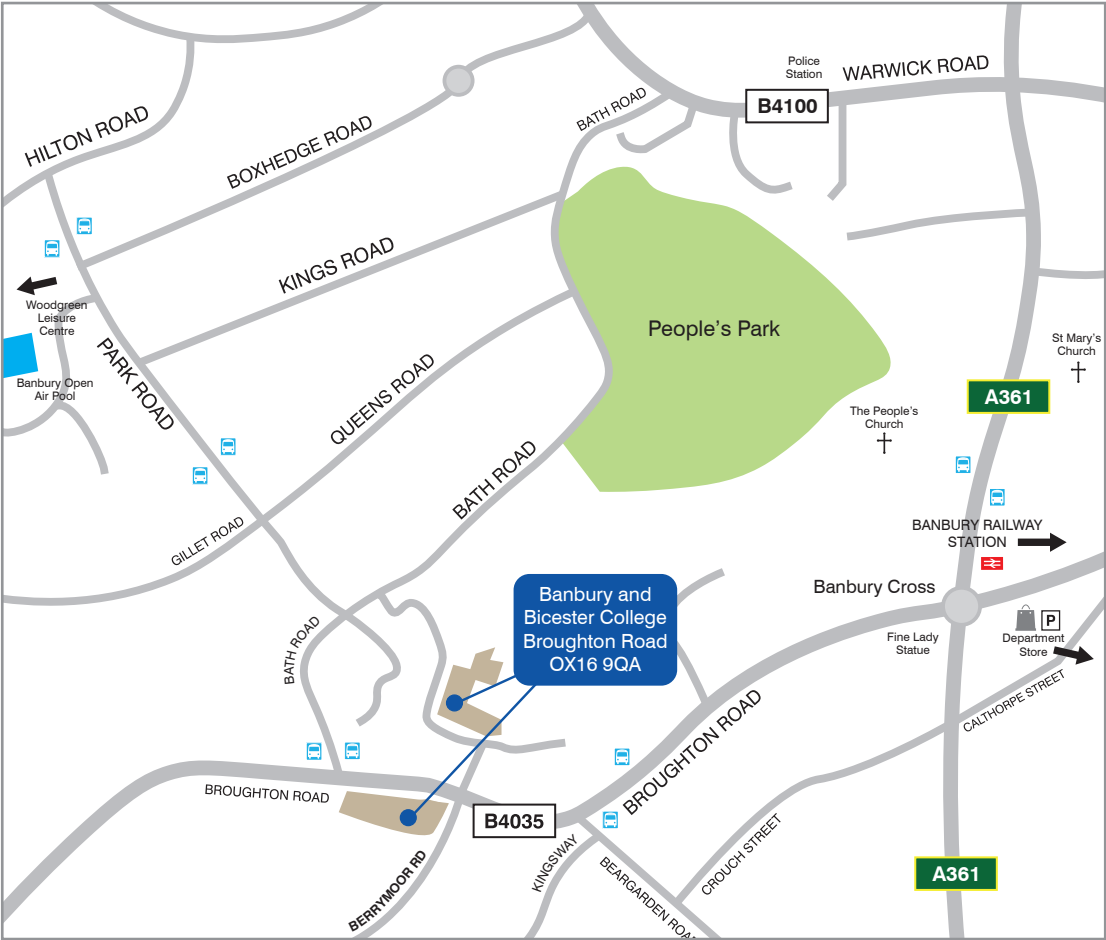 Police
Station
WARWICK ROAD
B4100
BATH ROAD
HILTON ROAD
BOXHEDGE ROAD
KINGS ROAD
Woodgreen
Leisure
Centre
People's Park
St Mary's
Church
PARK ROAD
Banbury Open
Air Pool
A361
QUEENS ROAD
The People's
Church
BATH ROAD
GILLET ROAD
BANBURY RAILWAY
STATION
Banbury and
Bicester College
Broughton Road
OX16 9QA
Banbury Cross
P
Fine Lady
Statue
Department
Store
BATH ROAD
CALTHORPE STREET
BROUGHTON ROAD
BROUGHTON ROAD
B4035
CROUCH STREET
KINGSWAY
BERRYMOOR RD
BEARGARDEN ROAD
A361